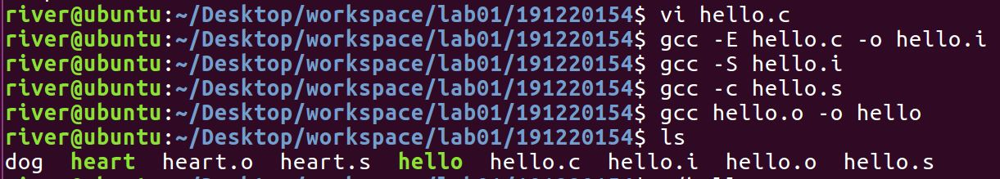 river@ubuntu:~/Desktop/workspace/lab01/191220154$ vi hello.c
river@ubuntu:~/Desktop/workspace/lab01/191220154$ gcc -E hello.c -o hello.i
river@ubuntu:~/Desktop/workspace/lab01/191220154$ gcc -S hello.i
river@ubuntu:~/Desktop/workspace/lab01/191220154$ gcc -c hello.s
river@ubuntu:~/Desktop/workspace/lab01/191220154$ gcc hello.o -o hello
river@ubuntu:~/Desktop/workspace/lab01/191220154$ ls
dog heart heart.o heart.s hello hello.c hello.i hello.o hello.s